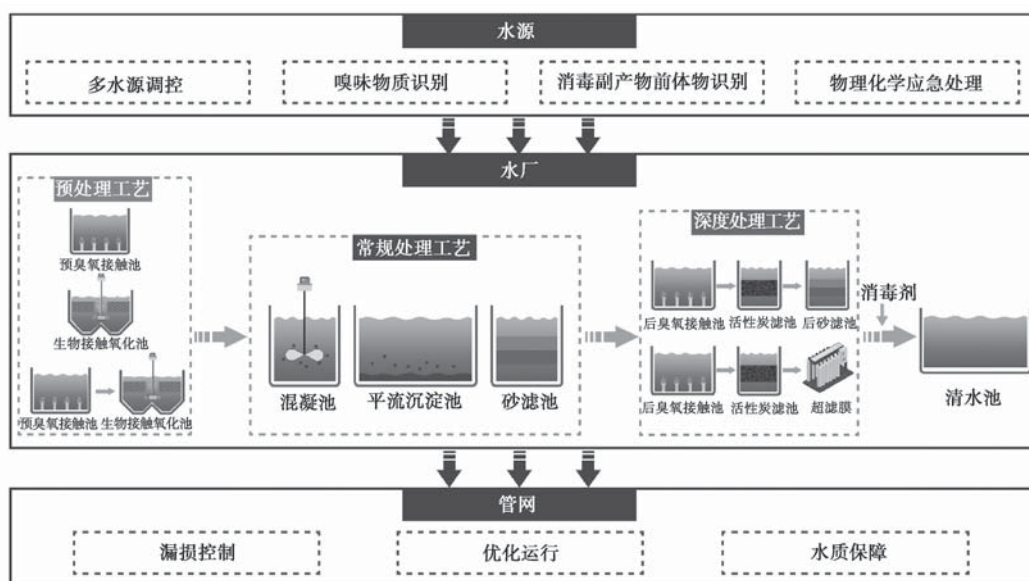 水源
多水源调控
嗅味物质识别
消毒副产物前体物识别
物理化学应急处理
水厂
预处理工艺
预臭氧接触池
生物接触氧化池
预臭氧接触池
生物接触氧化池
常规处理工艺
混凝池
平流沉淀池
砂滤池
深度处理工艺
后臭氧接触池
活性炭滤池
后砂滤池
后臭氧接触池
活性炭滤池
超滤膜
消毒剂
清水池
管网
漏损控制
优化运行
水质保障